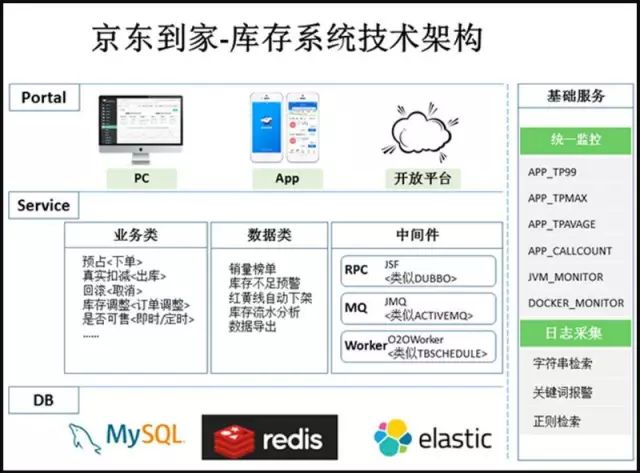 京东到家-库存系统技术架构
Portal
PC
App
开放平台
Service
业务类
预占<下单>
真实扣减<出库>
回滚<取消>
库存调整<订单调整>
是否可售<即时/定时>
......
数据类
销量榜单
库存不足预警
红黄线自动下架
库存流水分析
数据导出
中间件
RPC
JSF
<类似DUBBO>
MQ
JMQ
<类似ACTIVEMQ>
Worker
O2OWorker
<类似TBSCHEDULE>
DB
MySQL
redis
elastic
基础服务
统一监控
APP_TP99
APP_TPMAX
APP_TPAVAGE
APP_CALLCOUNT
JVM_MONITOR
DOCKER_MONITOR
日志采集
字符串检索
关键词报警
正则检索